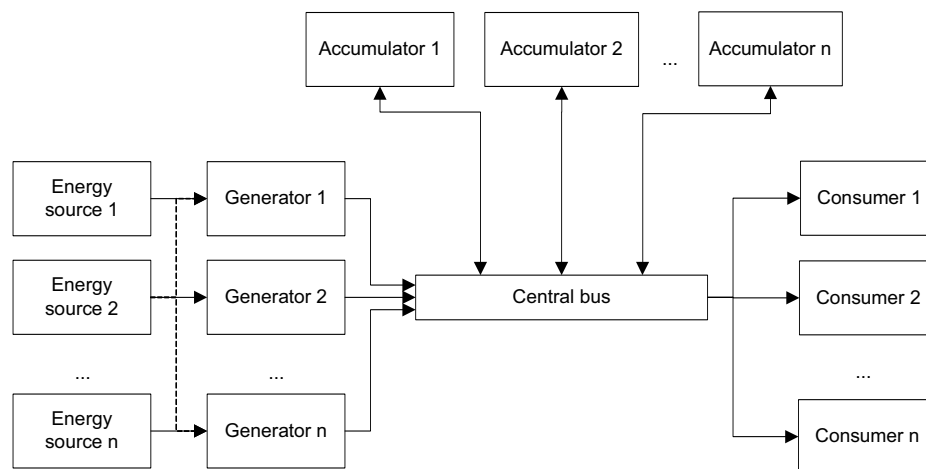 Accumulator 1
Accumulator 2
...
Accumulator n
Energy
source 1
Generator 1
Consumer 1
Energy
source 2
Generator 2
Central bus
Consumer 2
...
...
...
Energy
source n
Generator n
Consumer n